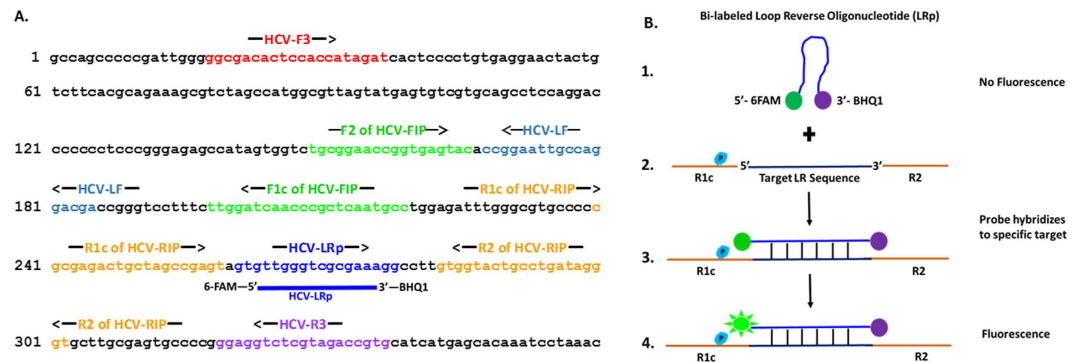 A.
HCV-F3
1 gccagcccccgattgggggcgacactccaccatagatcactcccctgtgaggaactactg
61 tcttcacgcagaaagcgtctagccatggcgttagtatgagtgtcgtgcagcctccaggac
F2 of HCV-FIP HCV-LF
121 cccccctcccgggagagccatagtggtctgcggaaccggtgagtacaccggaattgccag
HCV-LF F1c of HCV-FIP R1c of HCV-RIP
181 gacgaccgggtcctttcttggatcaacccgctcaatgcctggagatttgggcgtgcccccc
R1c of HCV-RIP HCV-LRp R2 of HCV-RIP
241 gcgagactgctagccgagtagtgttgggtcgcgaaaggccttgtggtactgcctgatagg
6-FAM 5' 3' BHQ1
HCV-LRp
R2 of HCV-RIP HCV-R3
301 gtgcttgcgagtgccccgggaggtctcgtagaccgtgcatcatgagcacaaatcctaaac
B.
Bi-labeled Loop Reverse Oligonucleotide (LRp)
1.
No Fluorescence
5'- 6FAM 3'- BHQ1
+
2. P 5' 3'
R1c Target LR Sequence R2
Probe hybridizes
to specific target
3. P
R1c R2
4. P Fluorescence
R1c R2